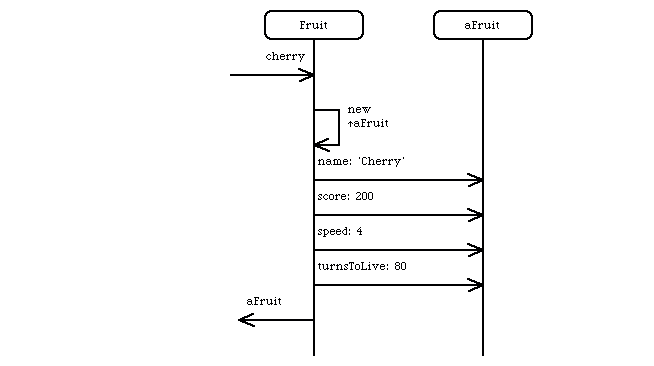 Fruit
aFruit
cherry
new
↑aFruit
name: 'Cherry'
score: 200
speed: 4
turnsToLive: 80
aFruit